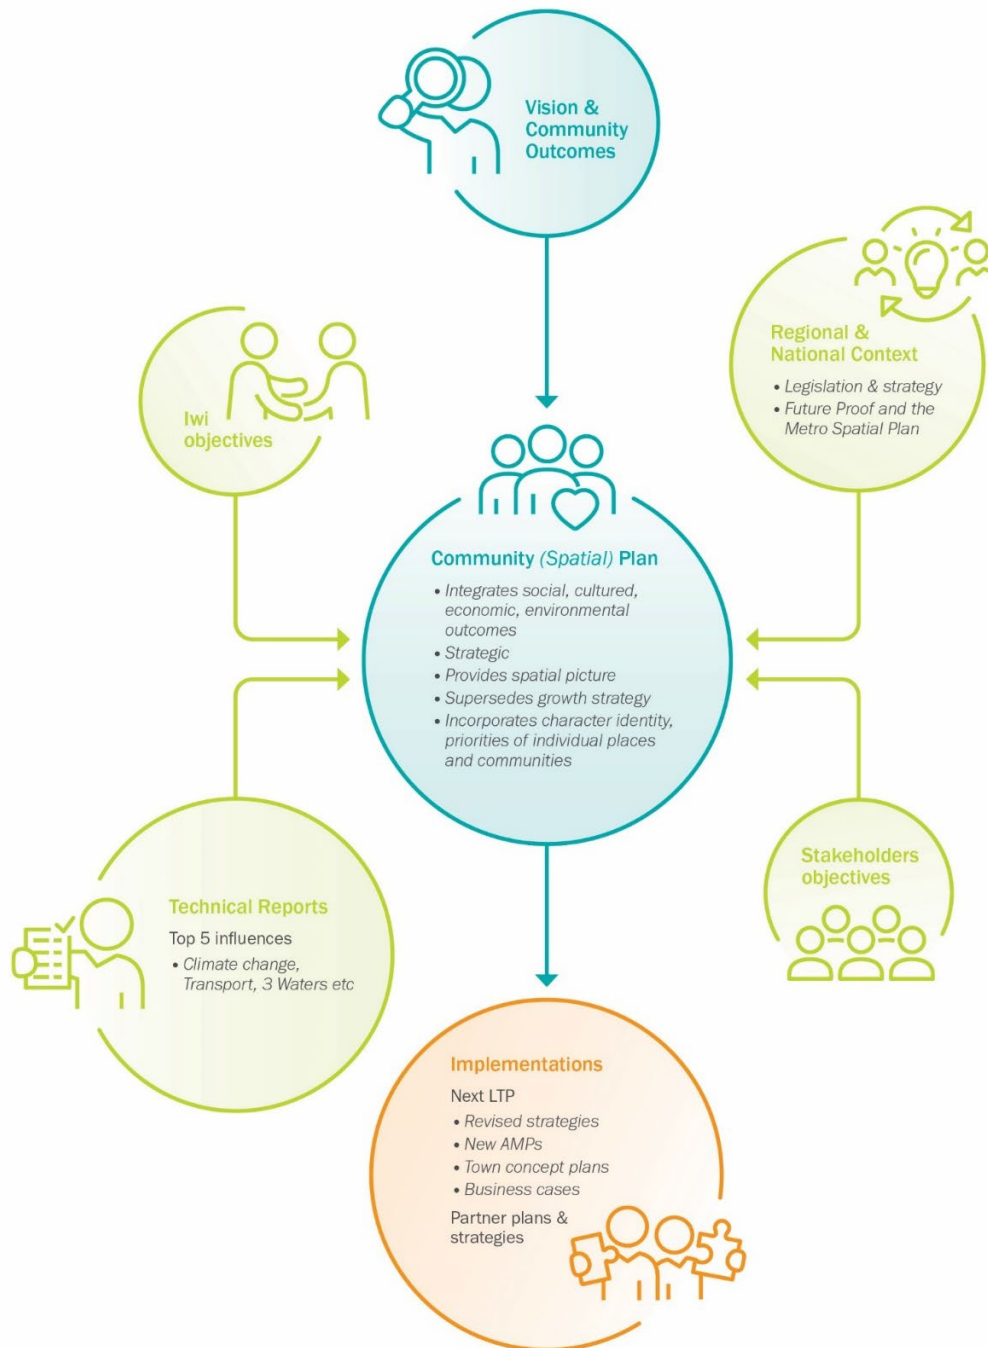 Vision &
Community
Outcomes
Regional &
National Context
• Legislation & strategy
• Future Proof and the
Metro Spatial Plan
Iwi
objectives
Community (Spatial) Plan
• Integrates social, cultured,
economic, environmental
outcomes
• Strategic
• Provides spatial picture
• Supersedes growth strategy
• Incorporates character identity,
priorities of individual places
and communities
Technical Reports
Top 5 influences
• Climate change,
Transport, 3 Waters etc
Stakeholders
objectives
Implementations
Next LTP
• Revised strategies
• New AMPs
• Town concept plans
• Business cases
Partner plans &
strategies